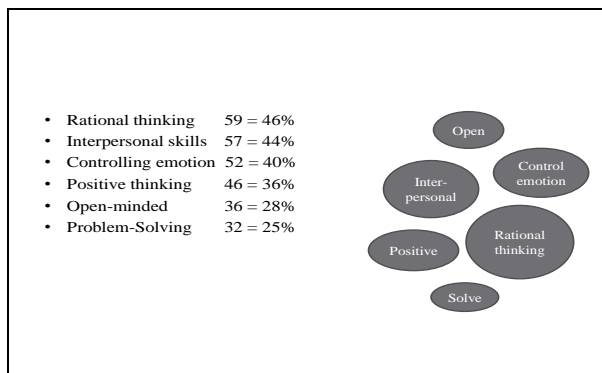 • Rational thinking 59 = 46%
• Interpersonal skills 57 = 44%
• Controlling emotion 52 = 40%
• Positive thinking 46 = 36%
• Open-minded 36 = 28%
• Problem-Solving 32 = 25%
Open
Control
emotion
Inter-
personal
Rational
thinking
Positive
Solve